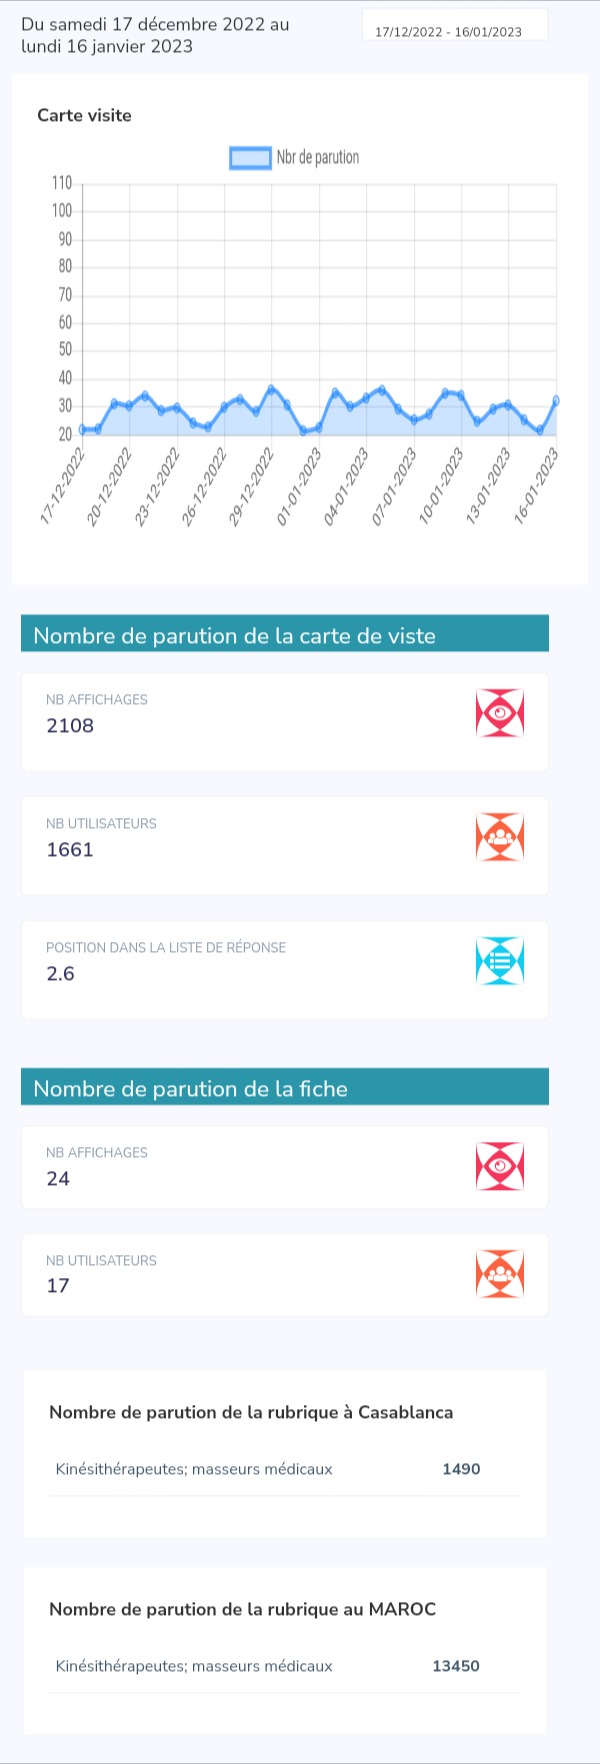 Du samedi 17 décembre 2022 au
lundi 16 janvier 2023
17/12/2022 - 16/01/2023
Carte visite
Nbr de parution
110
100
90
80
70
60
50
40
30
20
17-12-2022
20-12-2022
23-12-2022
26-12-2022
29-12-2022
01-01-2023
04-01-2023
07-01-2023
10-01-2023
13-01-2023
16-01-2023
Nombre de parution de la carte de viste
NB AFFICHAGES
2108
NB UTILISATEURS
1661
POSITION DANS LA LISTE DE RÉPONSE
2.6
Nombre de parution de la fiche
NB AFFICHAGES
24
NB UTILISATEURS
17
Nombre de parution de la rubrique à Casablanca
Kinésithérapeutes; masseurs médicaux 1490
Nombre de parution de la rubrique au MAROC
Kinésithérapeutes; masseurs médicaux 13450